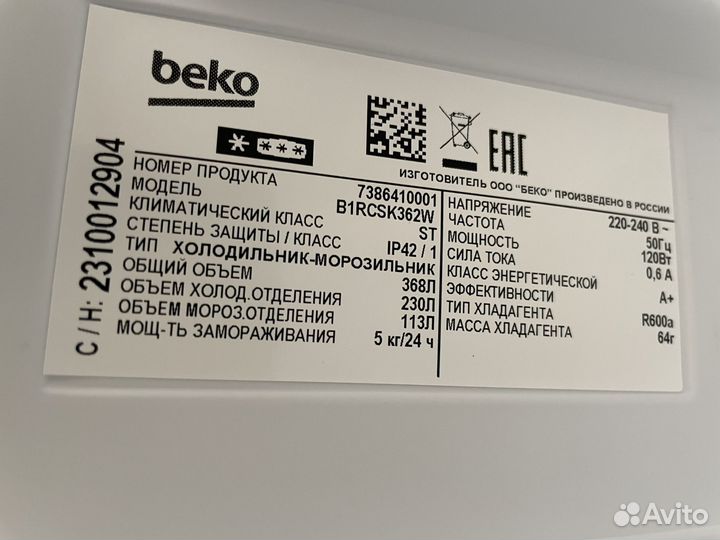 beko
EAC
ИЗГОТОВИТЕЛЬ ООО "БЕКО" ПРОИЗВЕДЕНО В РОССИИ
С / Н: 2310012904
НОМЕР ПРОДУКТА 7386410001
МОДЕЛЬ B1RCSK362W
КЛИМАТИЧЕСКИЙ КЛАСС ST
СТЕПЕНЬ ЗАЩИТЫ / КЛАСС IP42 / 1
ТИП ХОЛОДИЛЬНИК-МОРОЗИЛЬНИК
ОБЩИЙ ОБЪЕМ 368Л
ОБЪЕМ ХОЛОД.ОТДЕЛЕНИЯ 230Л
ОБЪЕМ МОРОЗ.ОТДЕЛЕНИЯ 113Л
МОЩ-ТЬ ЗАМОРАЖИВАНИЯ 5 кг/24 ч
НАПРЯЖЕНИЕ 220-240 В ~
ЧАСТОТА 50Гц
МОЩНОСТЬ 120Вт
СИЛА ТОКА 0,6 А
КЛАСС ЭНЕРГЕТИЧЕСКОЙ
ЭФФЕКТИВНОСТИ A+
ТИП ХЛАДАГЕНТА R600a
МАССА ХЛАДАГЕНТА 64г
Avito